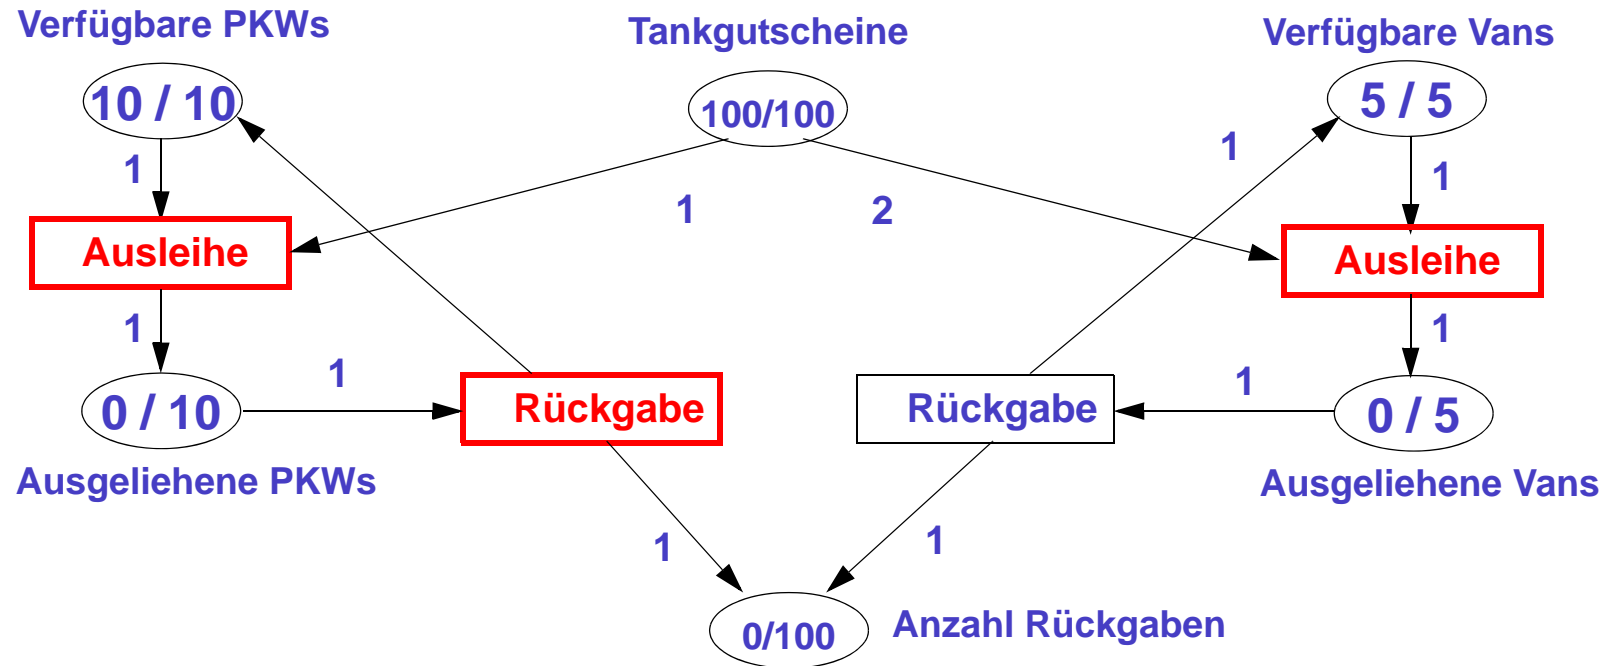 Verfügbare PKWs
Tankgutscheine
Verfügbare Vans
10 / 10
100/100
5 / 5
1
1
1
1
2
Ausleihe
Ausleihe
1
1
1
1
0 / 10
Rückgabe
Rückgabe
0 / 5
Ausgeliehene PKWs
Ausgeliehene Vans
1
1
0/100
Anzahl Rückgaben